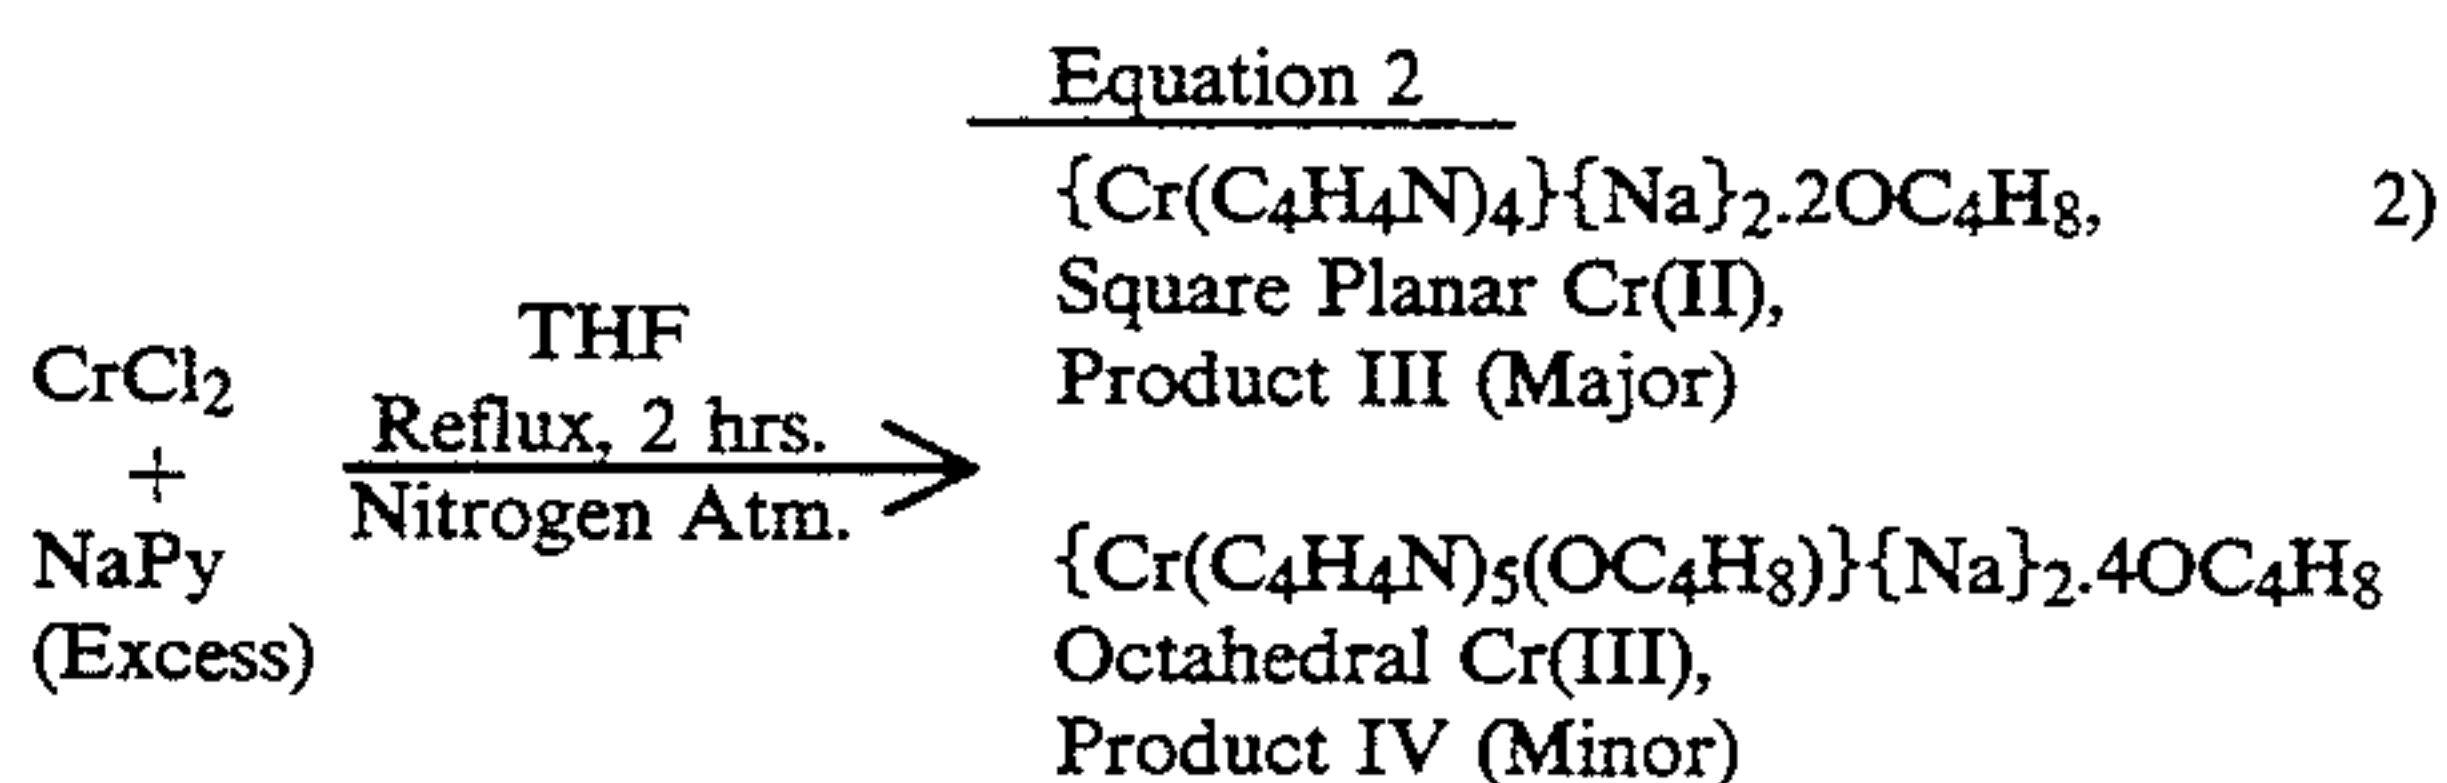 Equation 2
{Cr(C4H4N)4}{Na}2.2OC4H8, 2)
Square Planar Cr(II),
Product III (Major)
CrCl2
+
NaPy
(Excess)
THF
Reflux, 2 hrs.
Nitrogen Atm.
{Cr(C4H4N)5(OC4H8)}{Na}2.4OC4H8
Octahedral Cr(III),
Product IV (Minor)